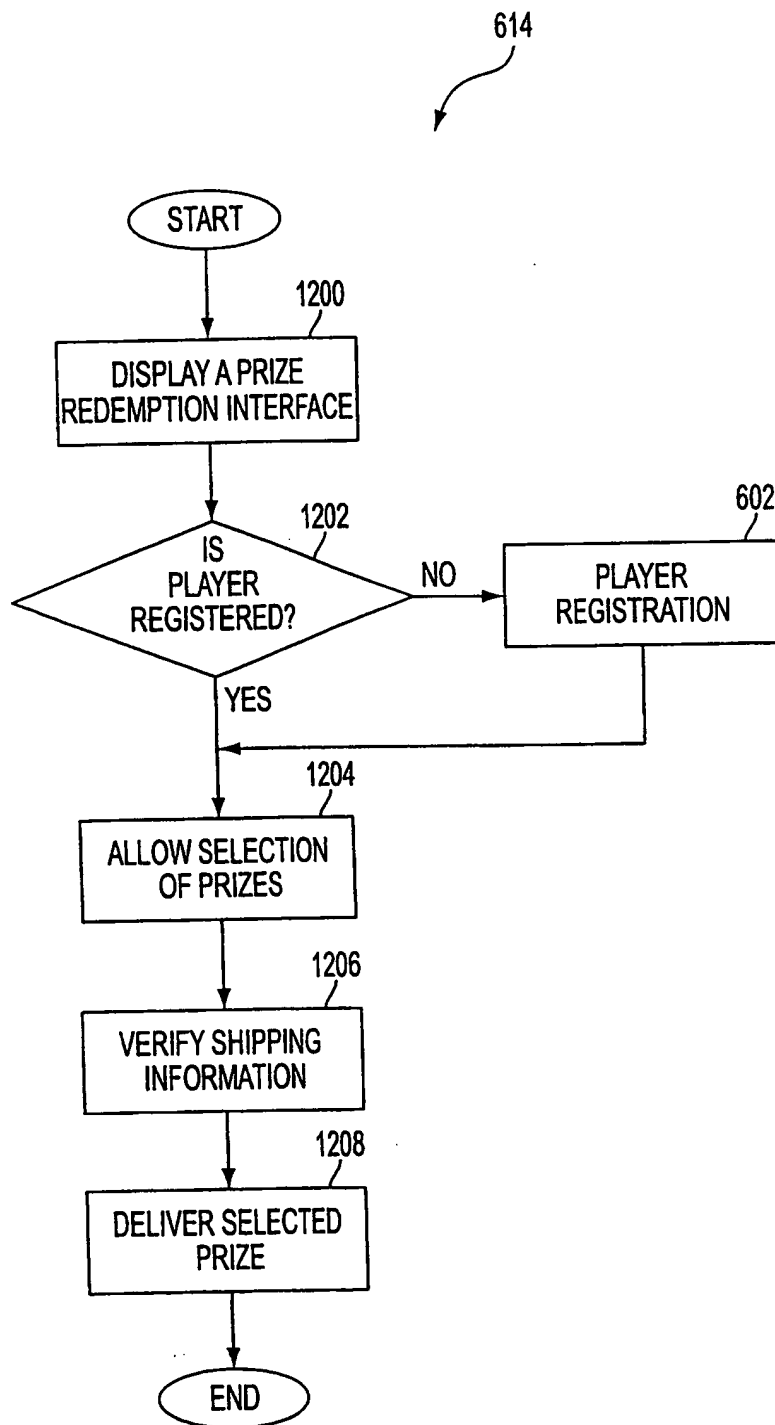 614
START
1200
DISPLAY A PRIZE
REDEMPTION INTERFACE
1202
IS
PLAYER
REGISTERED?
NO
602
PLAYER
REGISTRATION
YES
1204
ALLOW SELECTION
OF PRIZES
1206
VERIFY SHIPPING
INFORMATION
1208
DELIVER SELECTED
PRIZE
END